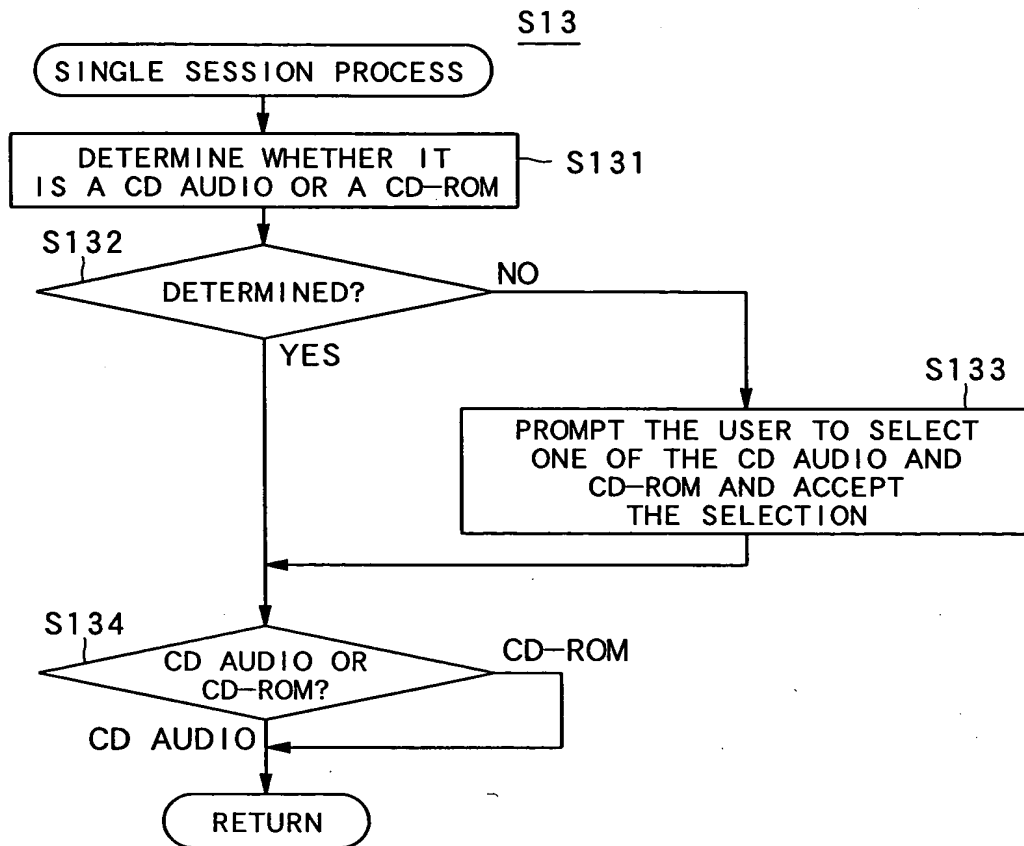 S13
SINGLE SESSION PROCESS
DETERMINE WHETHER IT
IS A CD AUDIO OR A CD-ROM
S131
S132
DETERMINED?
NO
YES
S133
PROMPT THE USER TO SELECT
ONE OF THE CD AUDIO AND
CD-ROM AND ACCEPT
THE SELECTION
S134
CD AUDIO OR
CD-ROM?
CD-ROM
CD AUDIO
RETURN